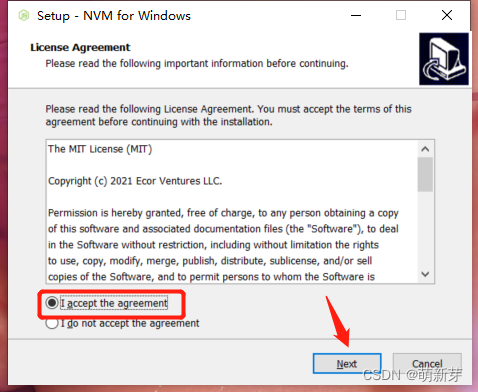 Setup - NVM for Windows
License Agreement
Please read the following important information before continuing.
Please read the following License Agreement. You must accept the terms of this
agreement before continuing with the installation.
The MIT License (MIT)
Copyright (c) 2021 Ecor Ventures LLC.
Permission is hereby granted, free of charge, to any person obtaining a copy
of this software and associated documentation files (the "Software"), to deal
in the Software without restriction, including without limitation the rights
to use, copy, modify, merge, publish, distribute, sublicense, and/or sell
copies of the Software, and to permit persons to whom the Software is
I accept the agreement
I do not accept the agreement
Next
Cancel
CSDN @萌新芽